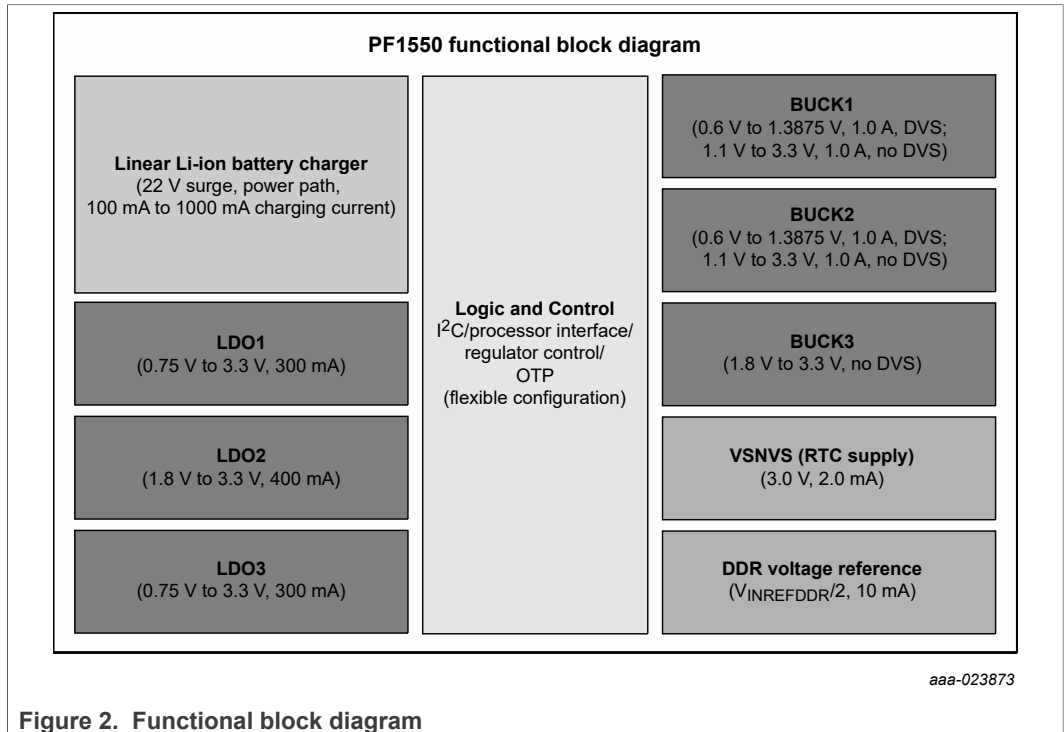 PF1550 functional block diagram
Linear Li-ion battery charger
(22 V surge, power path,
100 mA to 1000 mA charging current)
LDO1
(0.75 V to 3.3 V, 300 mA)
LDO2
(1.8 V to 3.3 V, 400 mA)
LDO3
(0.75 V to 3.3 V, 300 mA)
Logic and Control
I2C/processor interface/
regulator control/
OTP
(flexible configuration)
BUCK1
(0.6 V to 1.3875 V, 1.0 A, DVS;
1.1 V to 3.3 V, 1.0 A, no DVS)
BUCK2
(0.6 V to 1.3875 V, 1.0 A, DVS;
1.1 V to 3.3 V, 1.0 A, no DVS)
BUCK3
(1.8 V to 3.3 V, no DVS)
VSNVS (RTC supply)
(3.0 V, 2.0 mA)
DDR voltage reference
(VINREFDDR/2, 10 mA)
aaa-023873
Figure 2. Functional block diagram